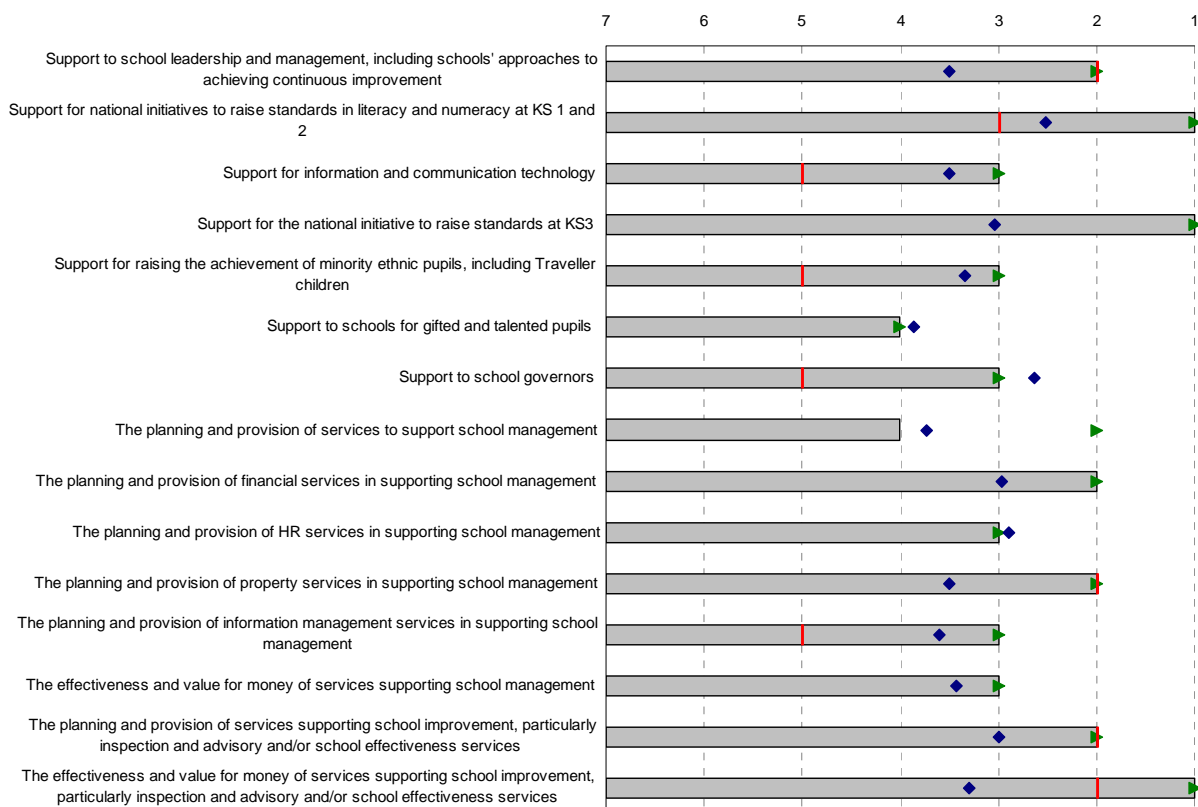 7 6 5 4 3 2 1
Support to school leadership and management, including schools' approaches to
achieving continuous improvement
Support for national initiatives to raise standards in literacy and numeracy at KS 1 and
2
Support for information and communication technology
Support for the national initiative to raise standards at KS3
Support for raising the achievement of minority ethnic pupils, including Traveller
children
Support to schools for gifted and talented pupils
Support to school governors
The planning and provision of services to support school management
The planning and provision of financial services in supporting school management
The planning and provision of HR services in supporting school management
The planning and provision of property services in supporting school management
The planning and provision of information management services in supporting school
management
The effectiveness and value for money of services supporting school management
The planning and provision of services supporting school improvement, particularly
inspection and advisory and/or school effectiveness services
The effectiveness and value for money of services supporting school improvement,
particularly inspection and advisory and/or school effectiveness services